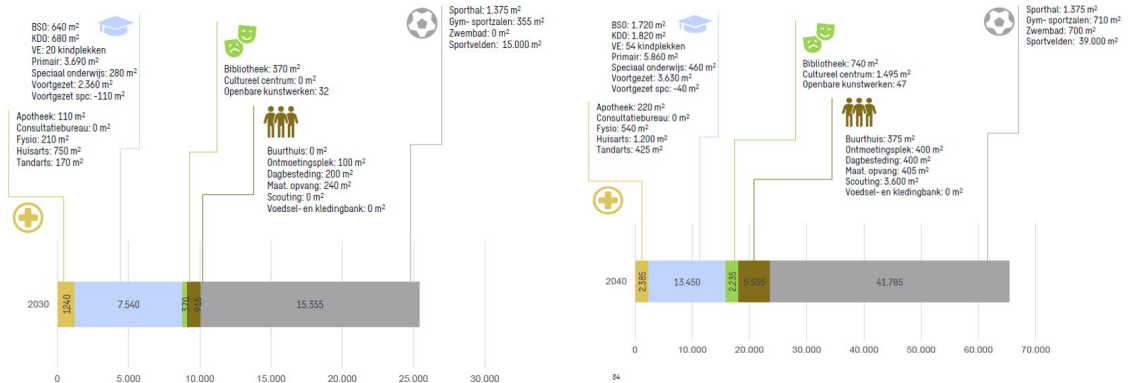 BSO: 640 m²
KDO: 680 m²
VE: 20 kindplekken
Primair: 3.690 m²
Speciaal onderwijs: 280 m²
Voortgezet: 2.360 m²
Voortgezet spc: -110 m²
Apotheek: 110 m²
Consultatiebureau: 0 m²
Fysio: 210 m²
Huisarts: 750 m²
Tandarts: 170 m²
Bibliotheek: 370 m²
Cultureel centrum: 0 m²
Openbare kunstwerken: 32
Buurthuis: 0 m²
Ontmoetingsplek: 100 m²
Dagbesteding: 200 m²
Maat. opvang: 240 m²
Scouting: 0 m²
Voedsel- en kledingbank: 0 m²
Sporthal: 1.375 m²
Gym- sportzalen: 355 m²
Zwembad: 0 m²
Sportvelden: 15.000 m²
2030
1240
7.540
370
915
15.355
0
5.000
10.000
15.000
20.000
25.000
30.000
BSO: 1.720 m²
KDO: 1.820 m²
VE: 54 kindplekken
Primair: 5.860 m²
Speciaal onderwijs: 460 m²
Voortgezet: 3.630 m²
Voortgezet spc: -40 m²
Apotheek: 220 m²
Consultatiebureau: 0 m²
Fysio: 540 m²
Huisarts: 1.200 m²
Tandarts: 425 m²
Bibliotheek: 740 m²
Cultureel centrum: 1.495 m²
Openbare kunstwerken: 47
Buurthuis: 375 m²
Ontmoetingsplek: 400 m²
Dagbesteding: 400 m²
Maat. opvang: 405 m²
Scouting: 3.600 m²
Voedsel- en kledingbank: 0 m²
Sporthal: 1.375 m²
Gym- sportzalen: 710 m²
Zwembad: 700 m²
Sportvelden: 39.000 m²
2040
2.385
13.450
2.235
5.555
41.785
0
10.000
20.000
30.000
40.000
50.000
60.000
70.000
34